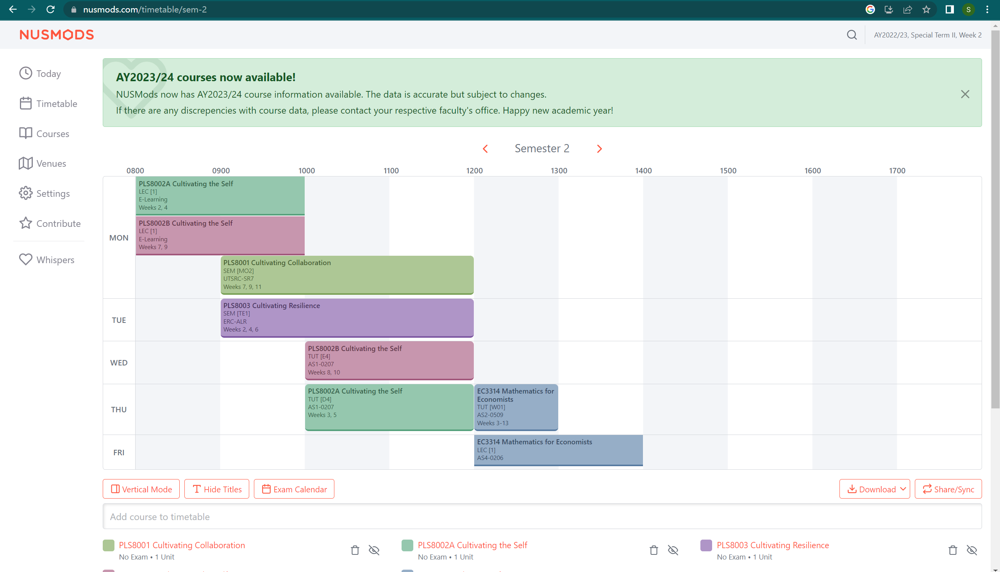 nusmods.com/timetable/sem-2
S
NUSMODS
AY2022/23, Special Term II, Week 2
Today
Timetable
Courses
Venues
Settings
Contribute
Whispers
AY2023/24 courses now available!
NUSMods now has AY2023/24 course information available. The data is accurate but subject to changes.
If there are any discrepencies with course data, please contact your respective faculty's office. Happy new academic year!
Semester 2
0800 0900 1000 1100 1200 1300 1400 1500 1600 1700
MON
PLS8002A Cultivating the Self
LEC [1]
E-Learning
Weeks 2, 4
PLS8002B Cultivating the Self
LEC [1]
E-Learning
Weeks 7, 9
PLS8001 Cultivating Collaboration
SEM [MO2]
UTSRC-SR7
Weeks 7, 9, 11
TUE
PLS8003 Cultivating Resilience
SEM [TE1]
ERC-ALR
Weeks 2, 4, 6
WED
PLS8002B Cultivating the Self
TUT [E4]
AS1-0207
Weeks 8, 10
THU
PLS8002A Cultivating the Self
TUT [D4]
AS1-0207
Weeks 3, 5
EC3314 Mathematics for
Economists
TUT [W01]
AS2-0509
Weeks 3-13
FRI
EC3314 Mathematics for Economists
LEC [1]
AS4-0206
Vertical Mode
Hide Titles
Exam Calendar
Download
Share/Sync
Add course to timetable
PLS8001 Cultivating Collaboration
No Exam • 1 Unit
PLS8002A Cultivating the Self
No Exam • 1 Unit
PLS8003 Cultivating Resilience
No Exam • 1 Unit